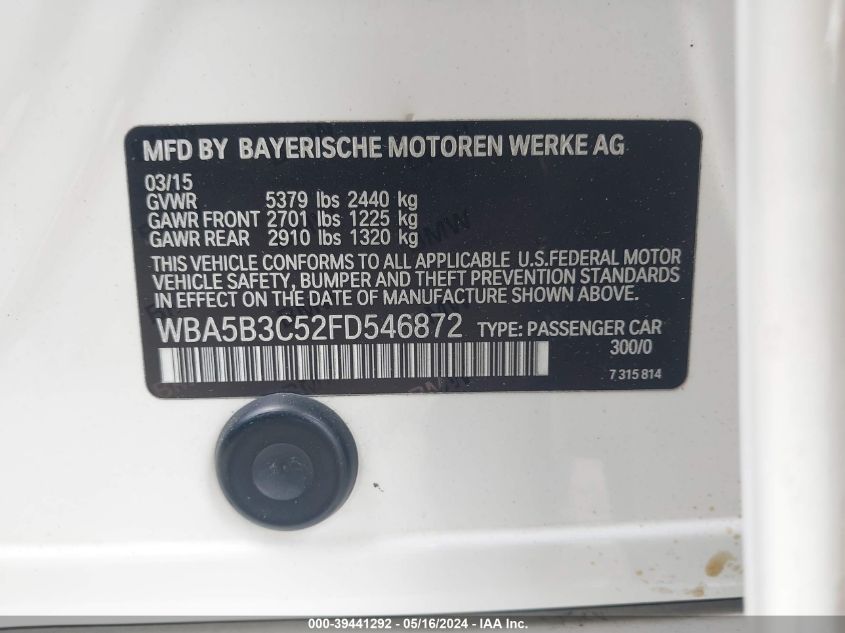 MFD BY BAYERISCHE MOTOREN WERKE AG
03/15
GVWR 5379 lbs 2440 kg
GAWR FRONT 2701 lbs 1225 kg
GAWR REAR 2910 lbs 1320 kg
THIS VEHICLE CONFORMS TO ALL APPLICABLE U.S.FEDERAL MOTOR
VEHICLE SAFETY, BUMPER AND THEFT PREVENTION STANDARDS
IN EFFECT ON THE DATE OF MANUFACTURE SHOWN ABOVE.
WBA5B3C52FD546872 TYPE: PASSENGER CAR
300/0
7 315 814
000-39441292 - 05/16/2024 - IAA Inc.